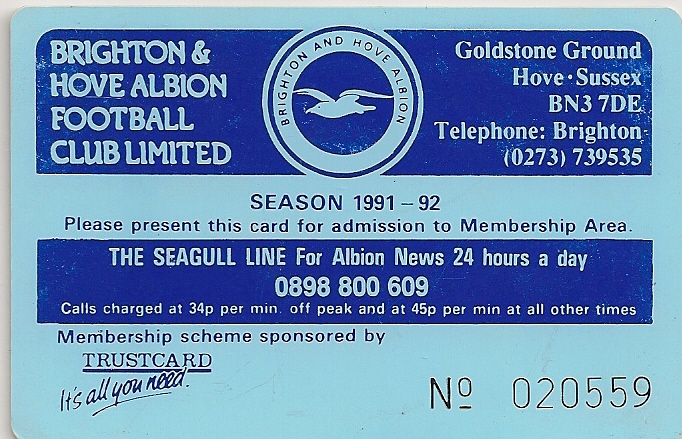 BRIGHTON &
HOVE ALBION
FOOTBALL
CLUB LIMITED
BRIGHTON AND HOVE ALBION
Goldstone Ground
Hove·Sussex
BN3 7DE
Telephone: Brighton
(0273) 739535
SEASON 1991-92
Please present this card for admission to Membership Area.
THE SEAGULL LINE For Albion News 24 hours a day
0898 800 609
Calls charged at 34p per min. off peak and at 45p per min at all other times
Membership scheme sponsored by
TRUSTCARD
It's all you need.
Nº 020559